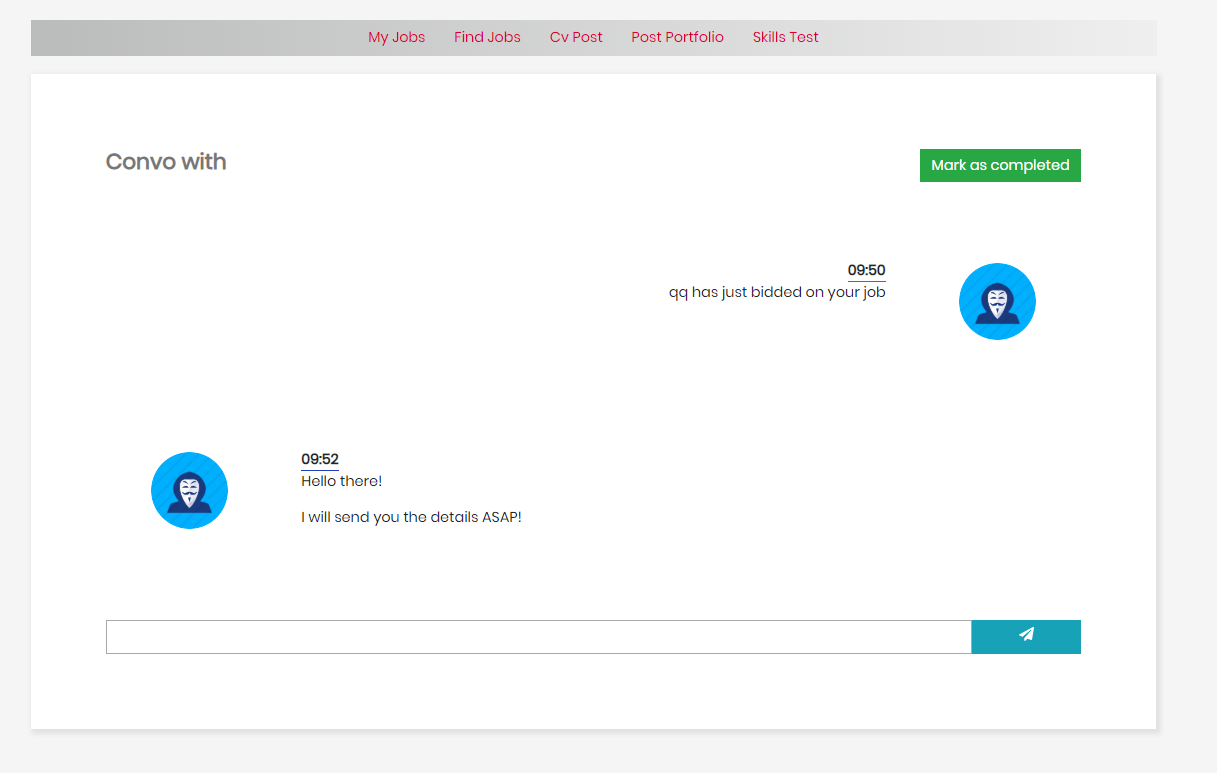 My Jobs Find Jobs Cv Post Post Portfolio Skills Test
Convo with
Mark as completed
09:50
qq has just bidded on your job
09:52
Hello there!
I will send you the details ASAP!